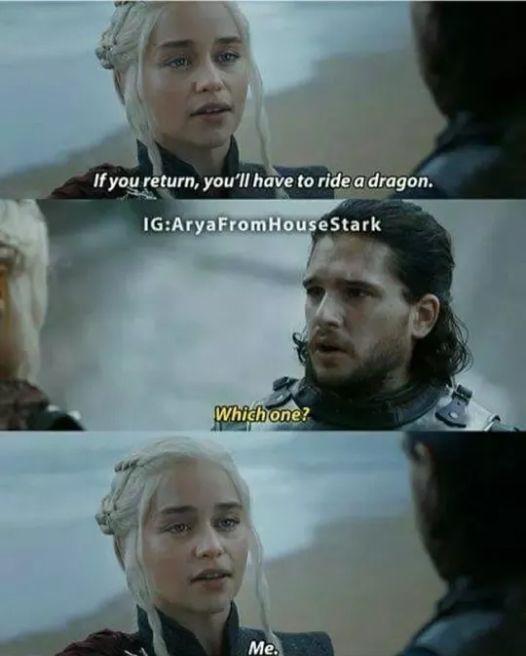 If you return, you'll have to ride a dragon.
IG:AryaFromHouseStark
Which one?
Me.